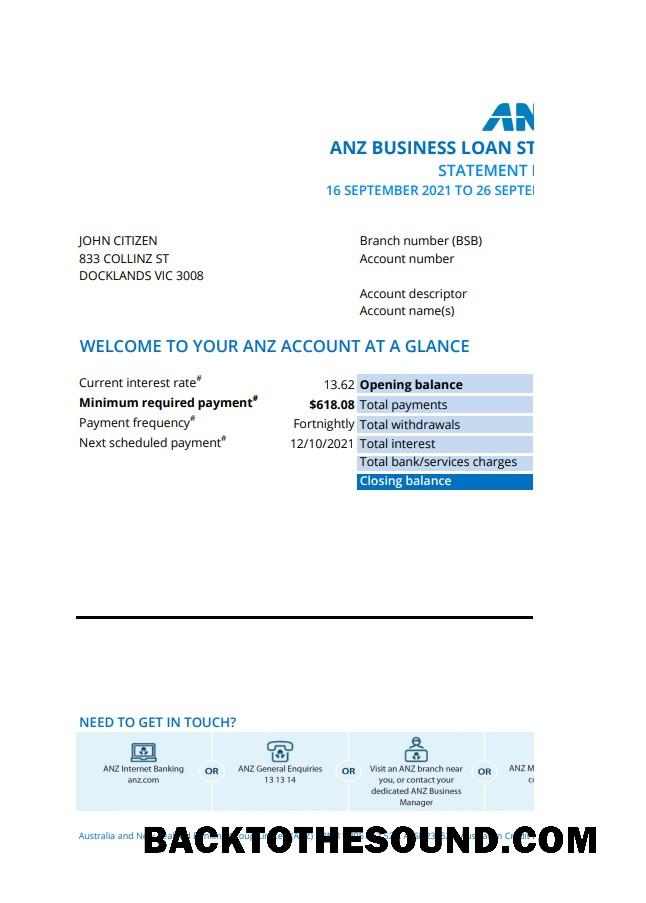 AN
ANZ BUSINESS LOAN ST
STATEMENT
16 SEPTEMBER 2021 TO 26 SEPTE
JOHN CITIZEN
833 COLLINZ ST
DOCKLANDS VIC 3008
Branch number (BSB)
Account number
Account descriptor
Account name(s)
WELCOME TO YOUR ANZ ACCOUNT AT A GLANCE
Current interest rate# 13.62
Minimum required payment# $618.08
Payment frequency# Fortnightly
Next scheduled payment# 12/10/2021
Opening balance
Total payments
Total withdrawals
Total interest
Total bank/services charges
Closing balance
NEED TO GET IN TOUCH?
ANZ Internet Banking
anz.com
OR
ANZ General Enquiries
13 13 14
OR
Visit an ANZ branch near
you, or contact your
dedicated ANZ Business
Manager
OR
ANZ M
Australia and
BACKTOTHESOUND.COM